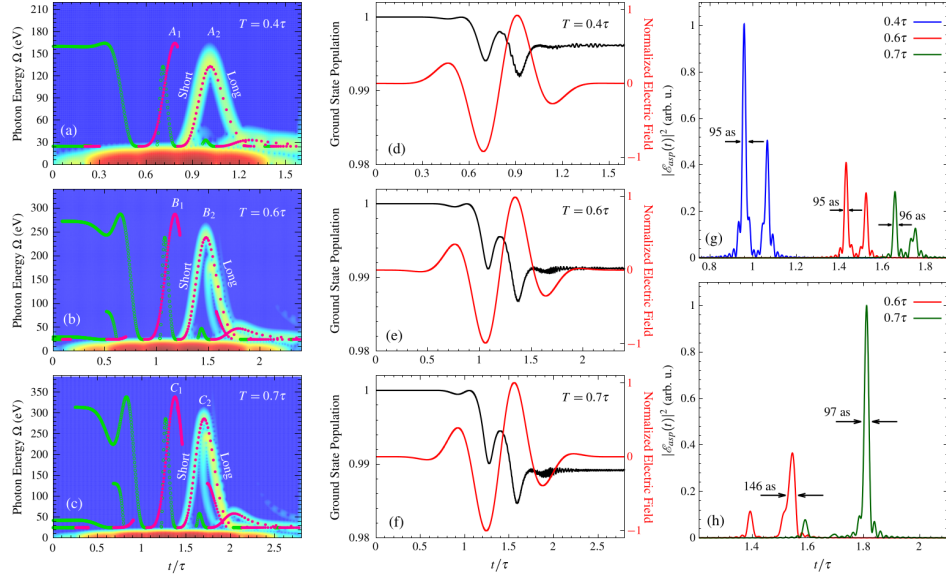 Photon Energy Ω (eV)
160
140
120
100
80
60
40
20
0
A1
A2
T = 0.4τ
Short
Long
(a)
0
0.3
0.6
0.9
1.2
1.5
Ground State Population
1
0.99
0.98
T = 0.4τ
(d)
0
0.3
0.6
0.9
1.2
1.5
1
0
−1
Normalized Electric Field
Photon Energy Ω (eV)
300
250
200
150
100
50
0
B1
B2
T = 0.6τ
Short
Long
(b)
0
0.5
1
1.5
2
Ground State Population
1
0.99
0.98
T = 0.6τ
(e)
0
0.5
1
1.5
2
1
0
−1
Normalized Electric Field
Photon Energy Ω (eV)
350
300
250
200
150
100
50
0
C1
C2
T = 0.7τ
Short
Long
(c)
0
0.5
1
1.5
2
2.5
t/τ
Ground State Population
1
0.99
0.98
T = 0.7τ
(f)
0
0.5
1
1.5
2
2.5
t/τ
1
0
−1
Normalized Electric Field
|ℰasp(t)|² (arb. u.)
1
0.8
0.6
0.4
0.2
0
0.4τ
0.6τ
0.7τ
95 as
95 as
96 as
(g)
0.8
1
1.2
1.4
1.6
1.8
|ℰasp(t)|² (arb. u.)
1
0.8
0.6
0.4
0.2
0
0.6τ
0.7τ
97 as
146 as
(h)
1.4
1.6
1.8
2
t/τ